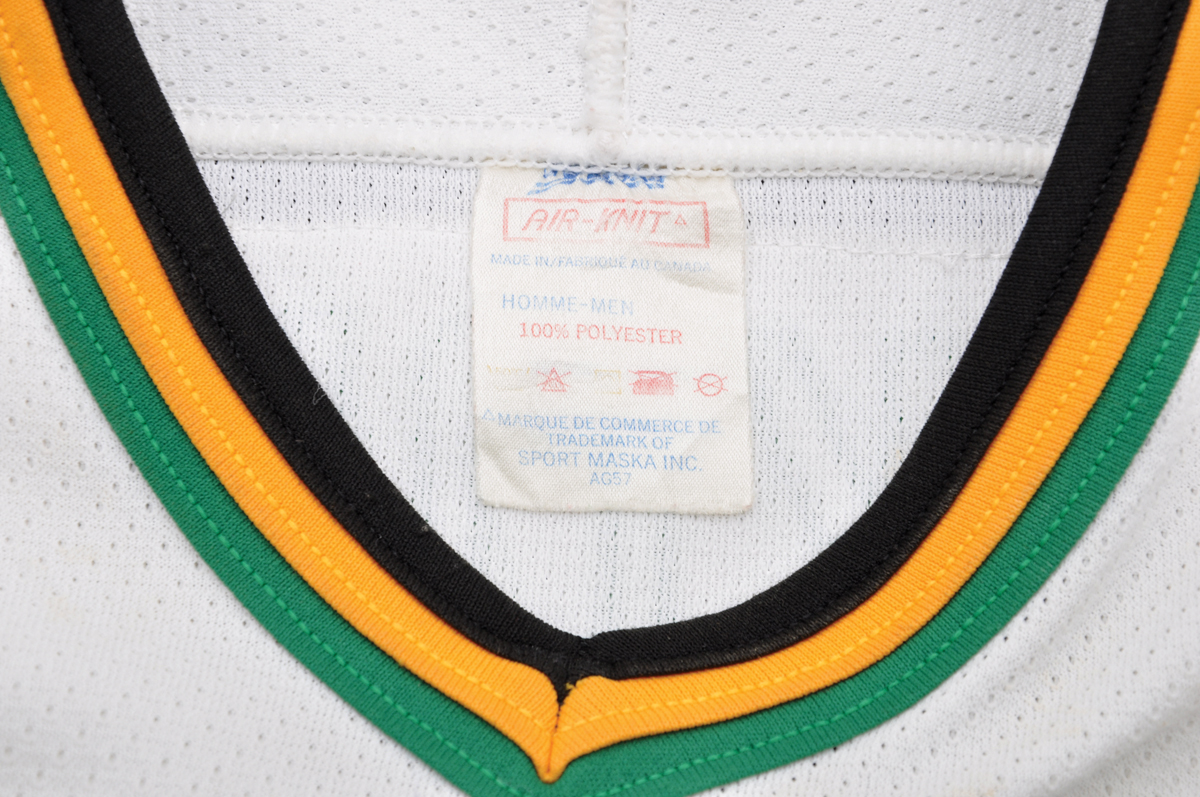 AIR-KNIT△
MADE IN/FABRIQUÉ AU CANADA
HOMME-MEN
100% POLYESTER
△MARQUE DE COMMERCE DE
TRADEMARK OF
SPORT MASKA INC.
AG57